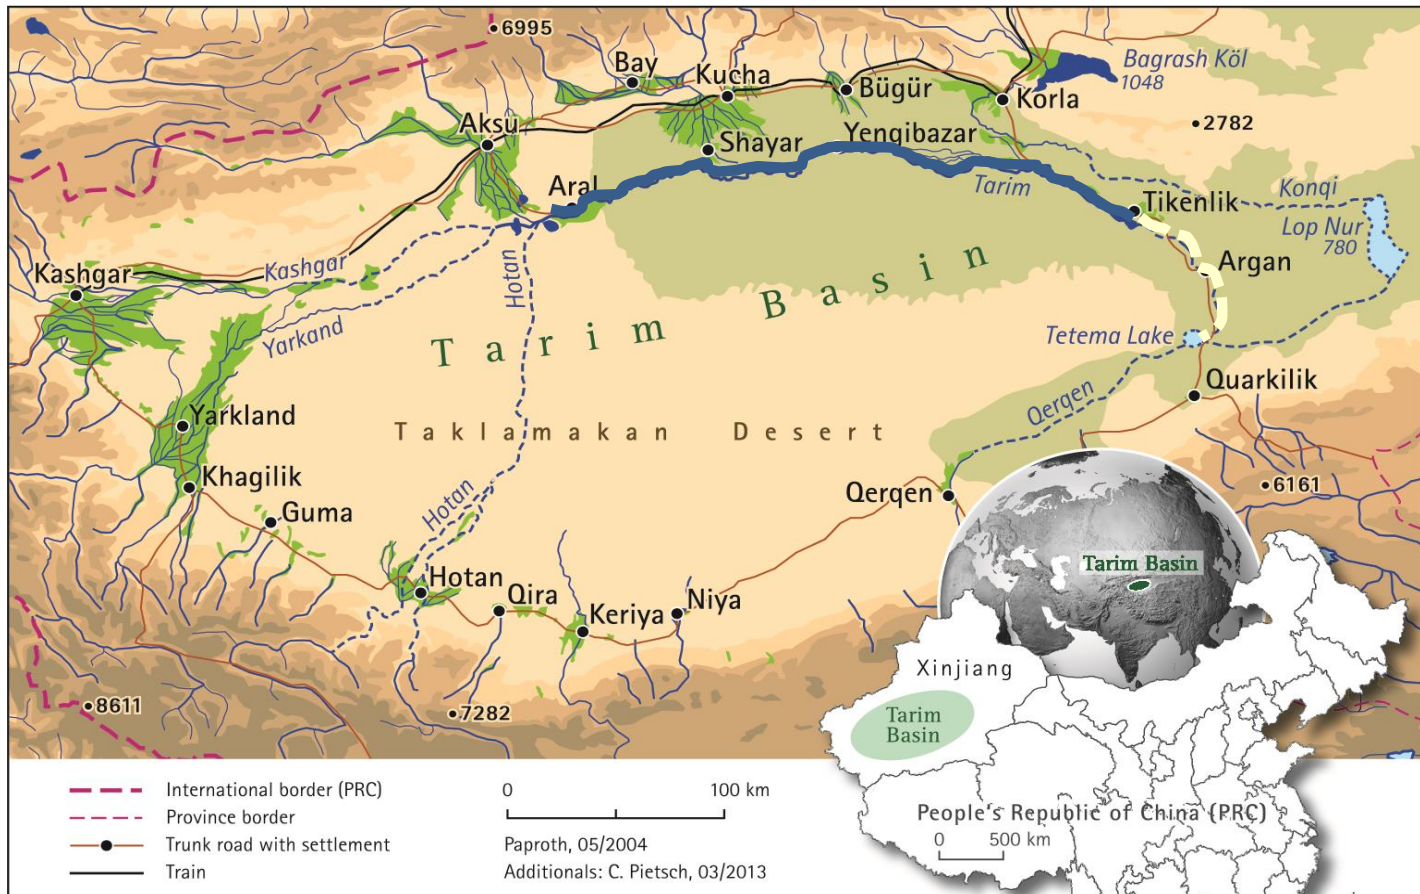 6995
Bay
Kucha
Bügür
Korla
Bagrash Köl
1048
2782
Aksu
Shayar
Yengibazar
Aral
Tarim
Tikenlik
Konqi
Lop Nur
780
Kashgar
Kashgar
Hotan
Argan
Yarkand
Tarim Basin
Tetema Lake
Quarkilik
Qerqen
Yarkland
Taklamakan Desert
Khagilik
Guma
Hotan
Qerqen
6161
Hotan
Qira
Keriya
Niya
8611
7282
Tarim Basin
Xinjiang
Tarim
Basin
People's Republic of China (PRC)
0 500 km
International border (PRC)
Province border
Trunk road with settlement
Train
0 100 km
Paproth, 05/2004
Additionals: C. Pietsch, 03/2013